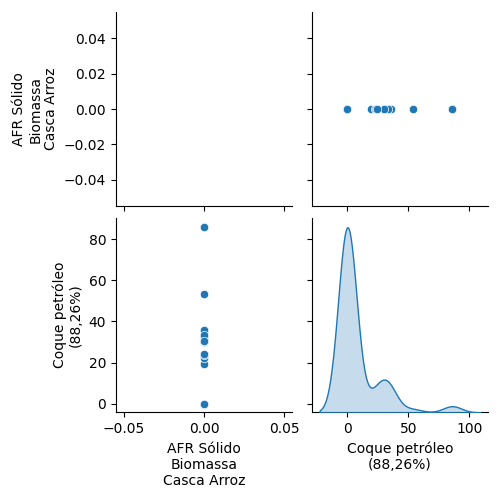 AFR Sólido
Biomassa
Casca Arroz
0.04
0.02
0.00
−0.02
−0.04
Coque petróleo
(88,26%)
80
60
40
20
0
−0.05
0.00
0.05
AFR Sólido
Biomassa
Casca Arroz
0
50
100
Coque petróleo
(88,26%)